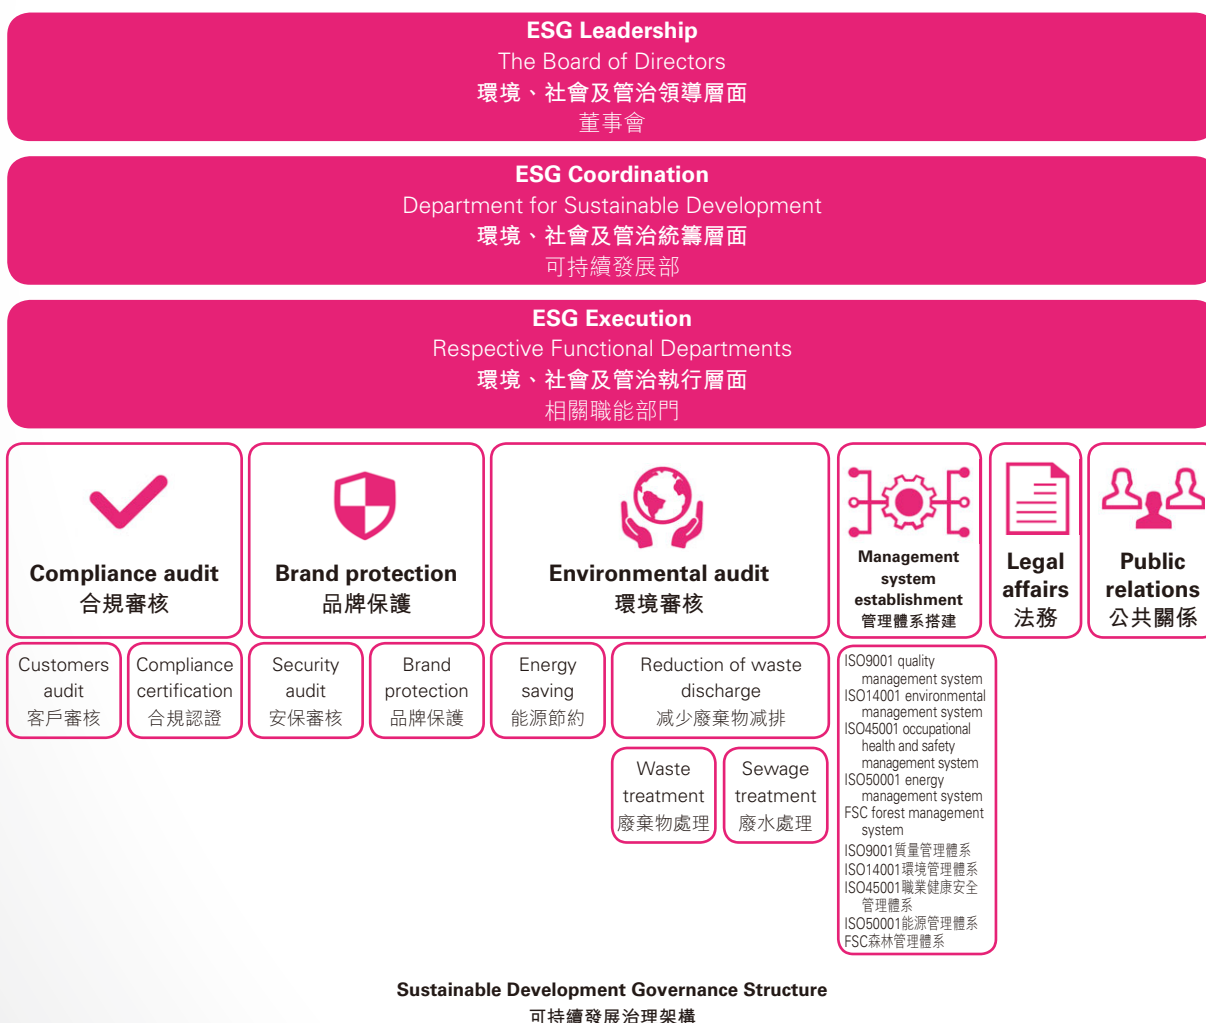 ESG Leadership
The Board of Directors
環境、社會及管治領導層面
董事會
ESG Coordination
Department for Sustainable Development
環境、社會及管治統籌層面
可持續發展部
ESG Execution
Respective Functional Departments
環境、社會及管治執行層面
相關職能部門
Compliance audit
合規審核
Brand protection
品牌保護
Environmental audit
環境審核
Management
system
establishment
管理體系搭建
Legal
affairs
法務
Public
relations
公共關係
Customers
audit
客戶審核
Compliance
certification
合規認證
Security
audit
安保審核
Brand
protection
品牌保護
Energy
saving
能源節約
Reduction of waste
discharge
減少廢棄物減排
Waste
treatment
廢棄物處理
Sewage
treatment
廢水處理
ISO9001 quality
management system
ISO14001 environmental
management system
ISO45001 occupational
health and safety
management system
ISO50001 energy
management system
FSC forest management
system
ISO9001質量管理體系
ISO14001環境管理體系
ISO45001職業健康安全
管理體系
ISO50001能源管理體系
FSC森林管理體系
Sustainable Development Governance Structure
可持續發展治理架構